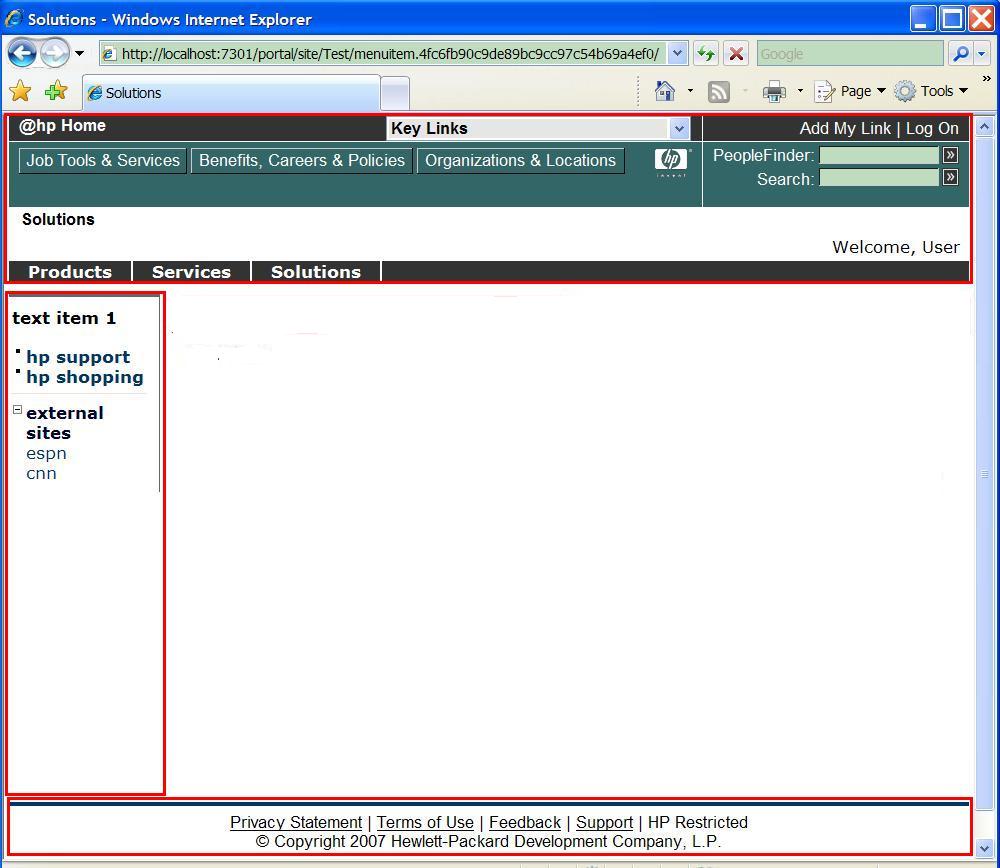 Solutions - Windows Internet Explorer
http://localhost:7301/portal/site/Test/menuitem.4fc6fb90c9de89bc9cc97c54b69a4ef0/
Google
Solutions
Page
Tools
@hp Home
Key Links
Add My Link | Log On
Job Tools & Services
Benefits, Careers & Policies
Organizations & Locations
hp
invent
PeopleFinder:
Search:
Solutions
Welcome, User
Products
Services
Solutions
text item 1
hp support
hp shopping
external
sites
espn
cnn
Privacy Statement | Terms of Use | Feedback | Support | HP Restricted
© Copyright 2007 Hewlett-Packard Development Company, L.P.